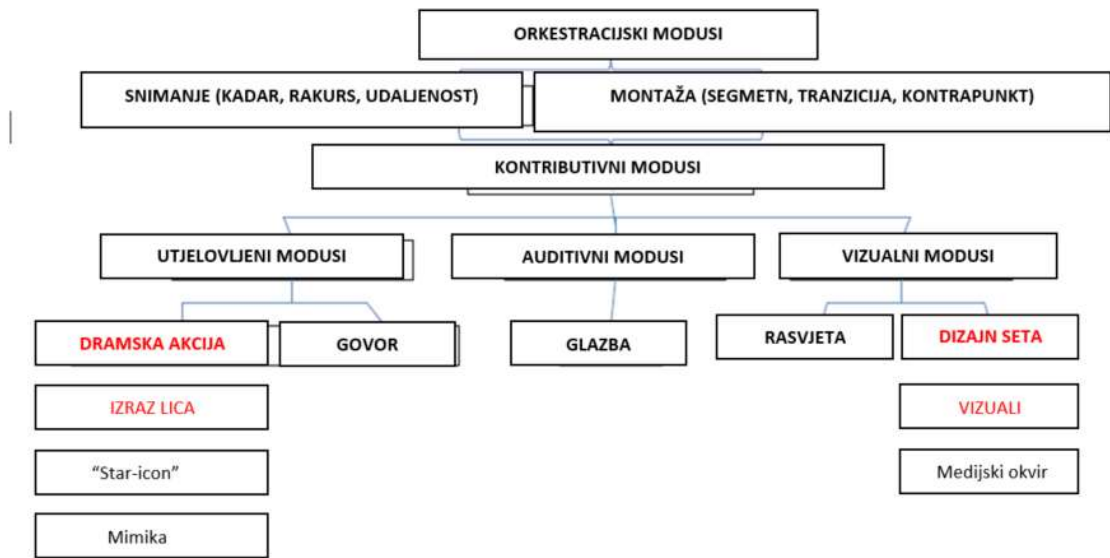 ORKESTRACIJSKI MODUSI
SNIMANJE (KADAR, RAKURS, UDALJENOST)
MONTAŽA (SEGMETN, TRANZICIJA, KONTRAPUNKT)
KONTRIBUTIVNI MODUSI
UTJELOVLJENI MODUSI
AUDITIVNI MODUSI
VIZUALNI MODUSI
DRAMSKA AKCIJA
GOVOR
GLAZBA
RASVJETA
DIZAJN SETA
IZRAZ LICA
VIZUALI
“Star-icon”
Medijski okvir
Mimika